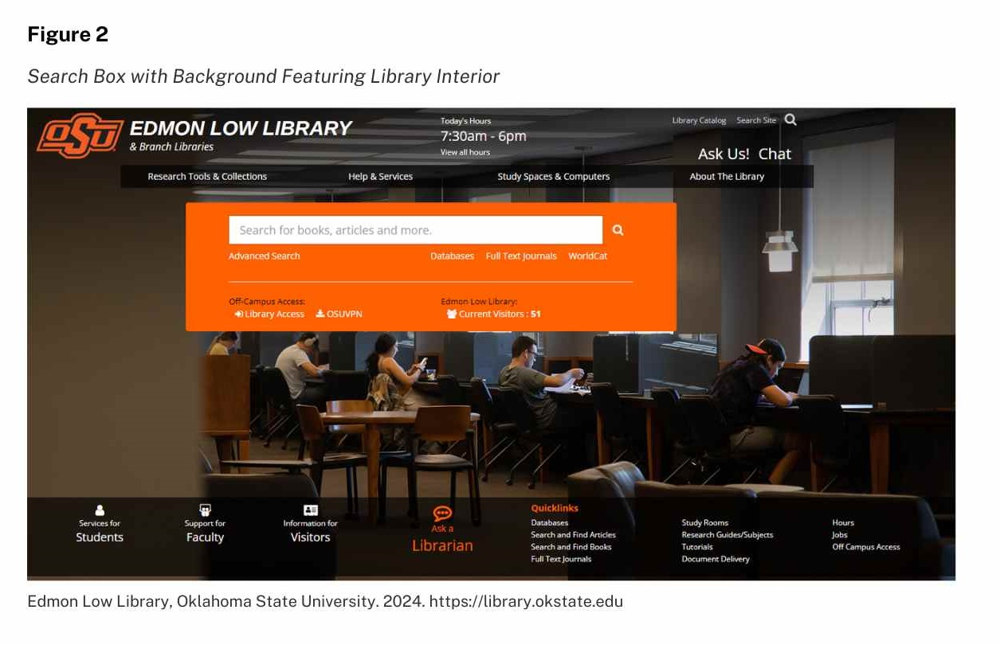 Figure 2
Search Box with Background Featuring Library Interior
OSU
EDMON LOW LIBRARY
& Branch Libraries
Today's Hours
7:30am - 6pm
View all hours
Library Catalog Search Site
Ask Us! Chat
Research Tools & Collections Help & Services Study Spaces & Computers About The Library
Search for books, articles and more.
Advanced Search Databases Full Text Journals WorldCat
Off-Campus Access:
Library Access OSUVPN
Edmon Low Library:
Current Visitors : 51
Services for
Students
Support for
Faculty
Information for
Visitors
Ask a
Librarian
Quicklinks
Databases
Search and Find Articles
Search and Find Books
Full Text Journals
Study Rooms
Research Guides/Subjects
Tutorials
Document Delivery
Hours
Jobs
Off Campus Access
Edmon Low Library, Oklahoma State University. 2024. https://library.okstate.edu